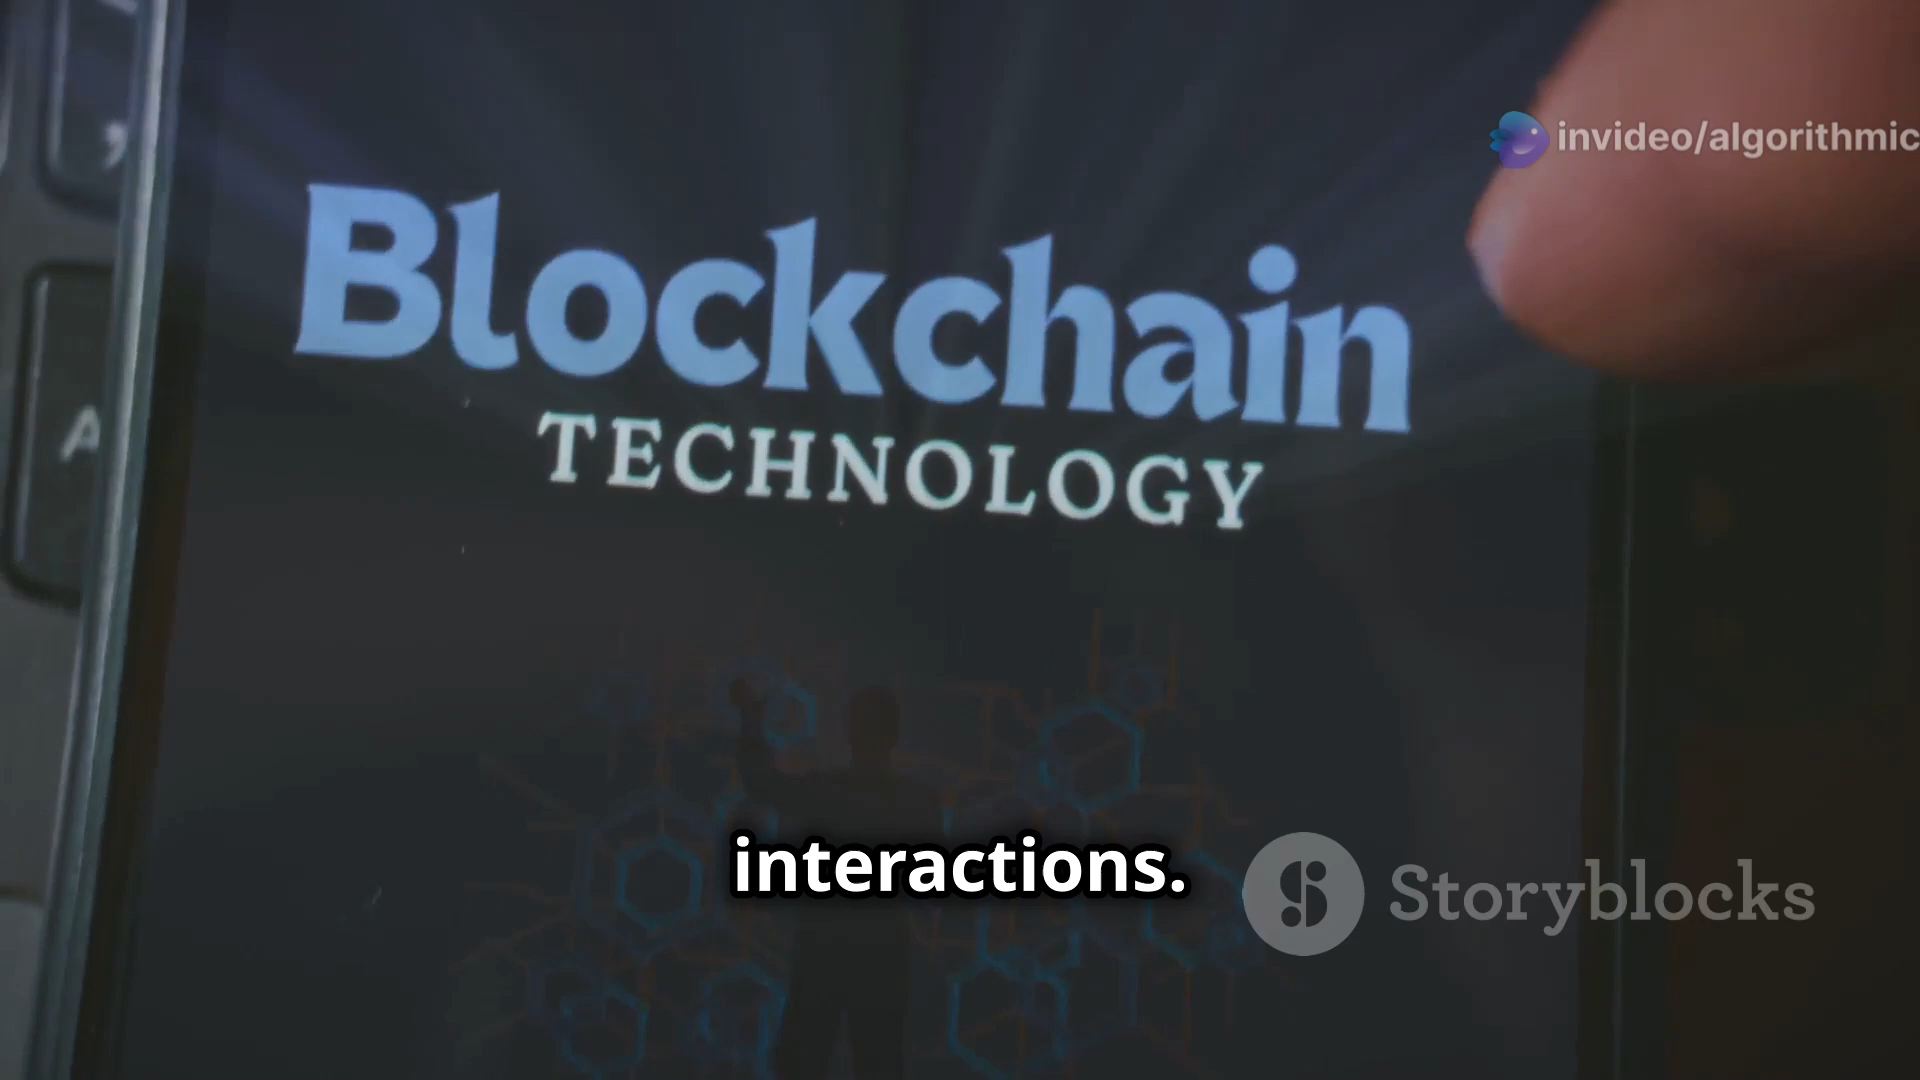 invideo/algorithmic
Blockchain
TECHNOLOGY
A
interactions.
Storyblocks